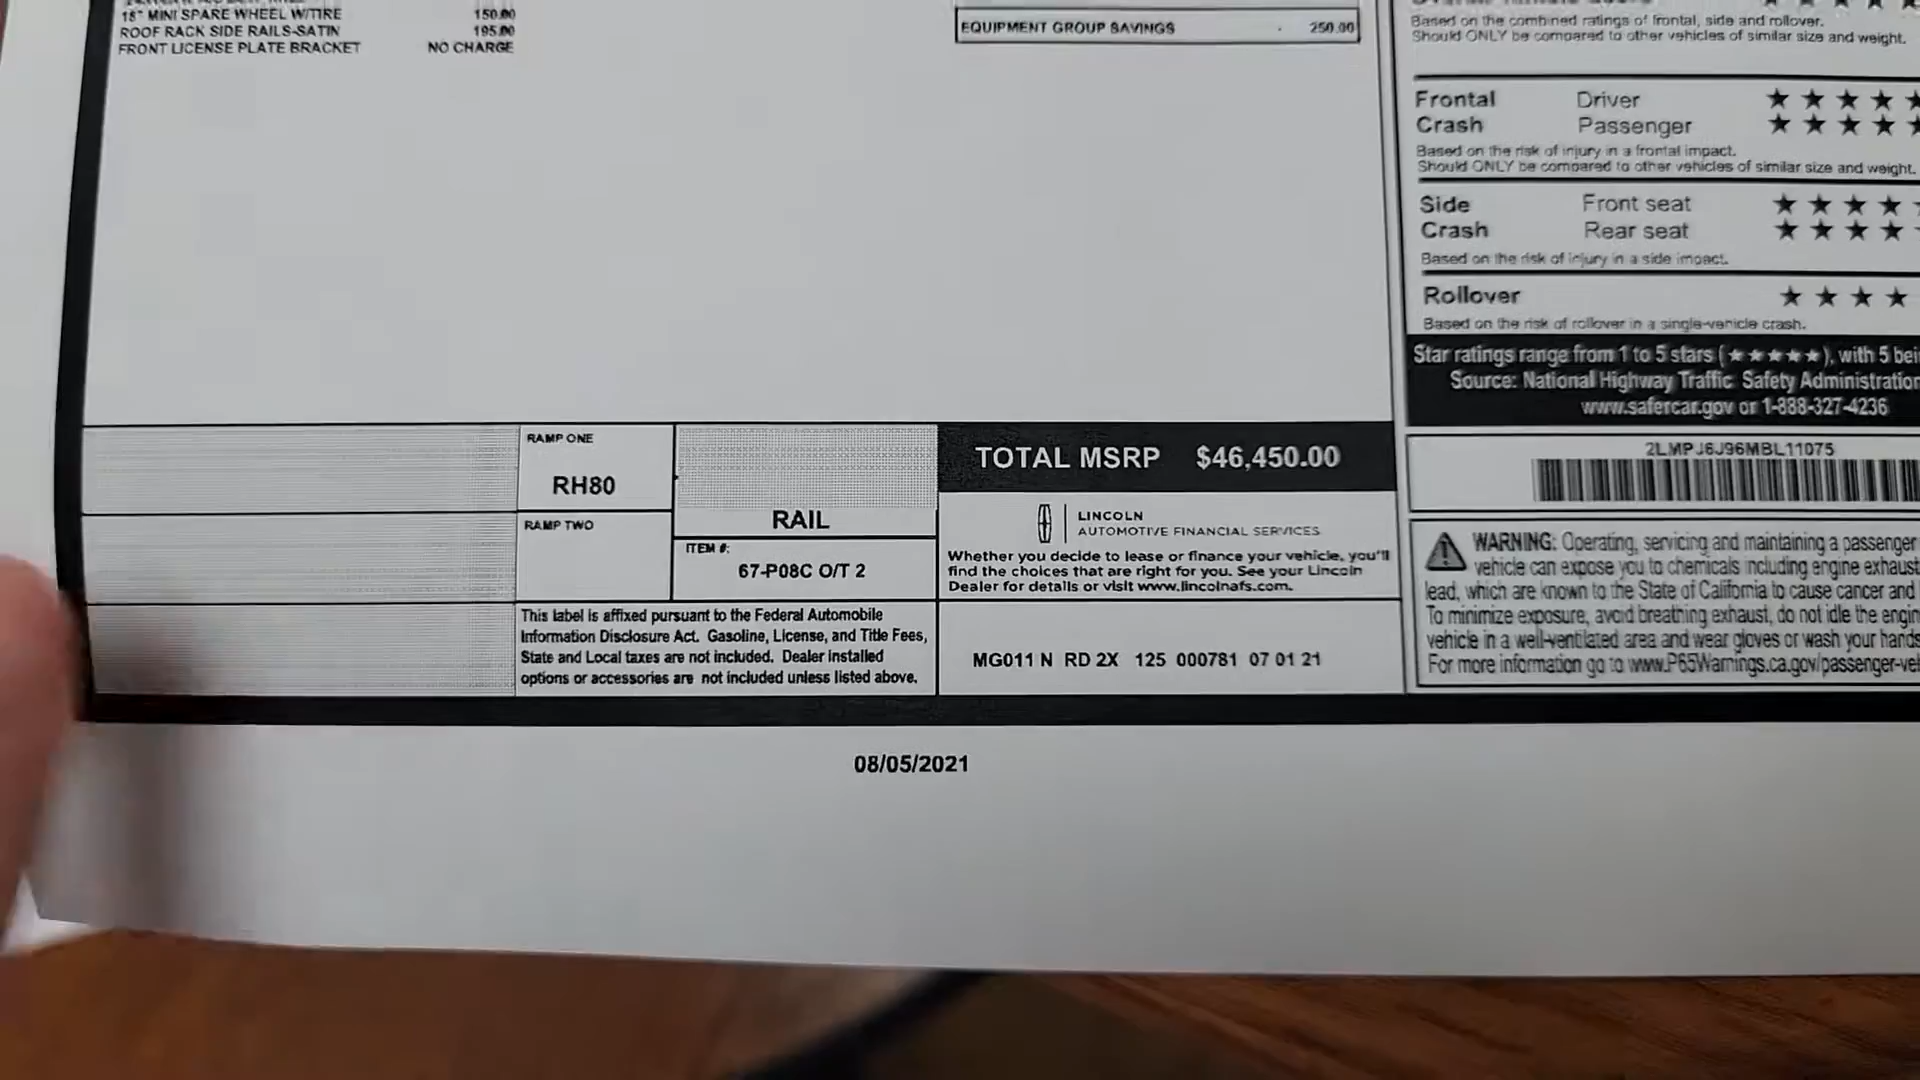 18" MINI SPARE WHEEL W/TIRE 150.00
ROOF RACK SIDE RAILS-SATIN 195.00
FRONT LICENSE PLATE BRACKET NO CHARGE
EQUIPMENT GROUP SAVINGS - 250.00
Based on the combined ratings of frontal, side and rollover.
Should ONLY be compared to other vehicles of similar size and weight.
Frontal Driver ★★★★
Crash Passenger ★★★★
Based on the risk of injury in a frontal impact.
Should ONLY be compared to other vehicles of similar size and weight.
Side Front seat ★★★★
Crash Rear seat ★★★★
Based on the risk of injury in a side impact.
Rollover ★★★★
Based on the risk of rollover in a single-vehicle crash.
Star ratings range from 1 to 5 stars (★★★★★), with 5 bei
Source: National Highway Traffic Safety Administration
www.safercar.gov or 1-888-327-4236
RAMP ONE
RH80
RAMP TWO
RAIL
ITEM #:
67-P08C O/T 2
TOTAL MSRP $46,450.00
LINCOLN
AUTOMOTIVE FINANCIAL SERVICES
Whether you decide to lease or finance your vehicle, you'll
find the choices that are right for you. See your Lincoln
Dealer for details or visit www.lincolnafs.com.
This label is affixed pursuant to the Federal Automobile
Information Disclosure Act. Gasoline, License, and Title Fees,
State and Local taxes are not included. Dealer installed
options or accessories are not included unless listed above.
MG011 N RD 2X 125 000781 07 01 21
2LMPJ6J96MBL11075
WARNING: Operating, servicing and maintaining a passenger
vehicle can expose you to chemicals including engine exhaust
lead, which are known to the State of California to cause cancer and
To minimize exposure, avoid breathing exhaust, do not idle the engin
vehicle in a well-ventilated area and wear gloves or wash your hands
For more information go to www.P65Warnings.ca.gov/passenger-veh
08/05/2021